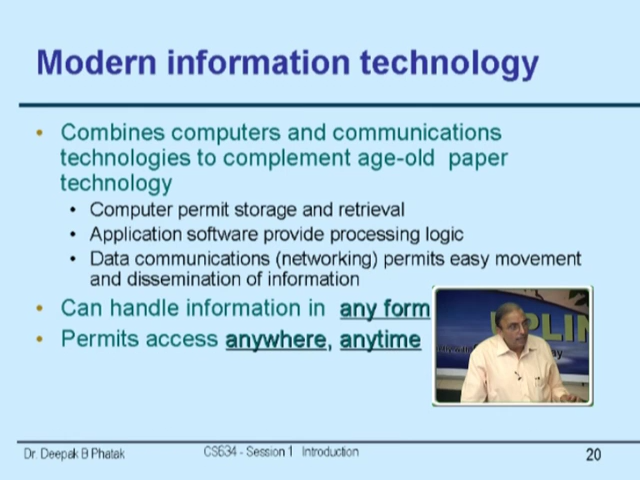 Modern information technology
• Combines computers and communications
technologies to complement age-old paper
technology
• Computer permit storage and retrieval
• Application software provide processing logic
• Data communications (networking) permits easy movement
and dissemination of information
• Can handle information in any form
• Permits access anywhere, anytime
Dr. Deepak B Phatak
CS634 - Session 1 Introduction
20